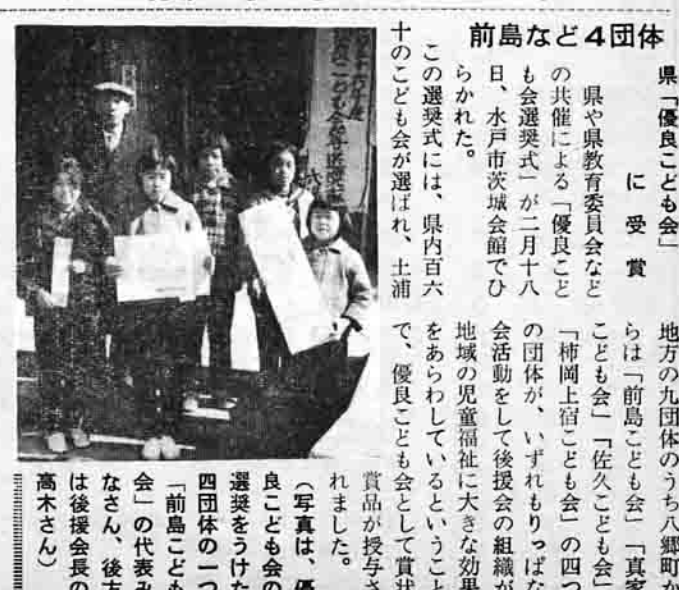 県「優良こども会」
に受賞
前島など4団体
県や県教育委員会など
の共催による「優良こど
も会選奨式」が二月十八
日、水戸市茨城会館でひ
らかれた。
この選奨式には、県内百六
十のこども会が選ばれ、土浦
地方の九団体のうち八郷町か
らは「前島こども会」「真家
こども会」「佐久こども会」
「柿岡上宿こども会」の四つ
の団体が、いずれもりっぱな
会活動をして後援会の組織が
地域の児童福祉に大きな効果
をあらわしているということ
で、優良こども会として賞状
賞品が授与さ
れました。
(写真は、優
良こども会の
選奨をうけた
四団体の一つ
「前島こども
会」の代表み
なさん、後方
は後援会長の
高木さん)